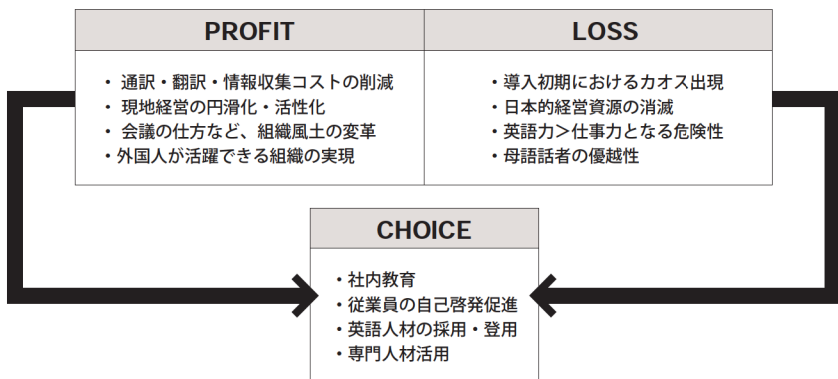 PROFIT
・ 通訳・翻訳・情報収集コストの削減
・ 現地経営の円滑化・活性化
・ 会議の仕方など、組織風土の変革
・外国人が活躍できる組織の実現
LOSS
・導入初期におけるカオス出現
・日本的経営資源の消滅
・英語力＞仕事力となる危険性
・母語話者の優越性
CHOICE
・社内教育
・従業員の自己啓発促進
・英語人材の採用・登用
・専門人材活用